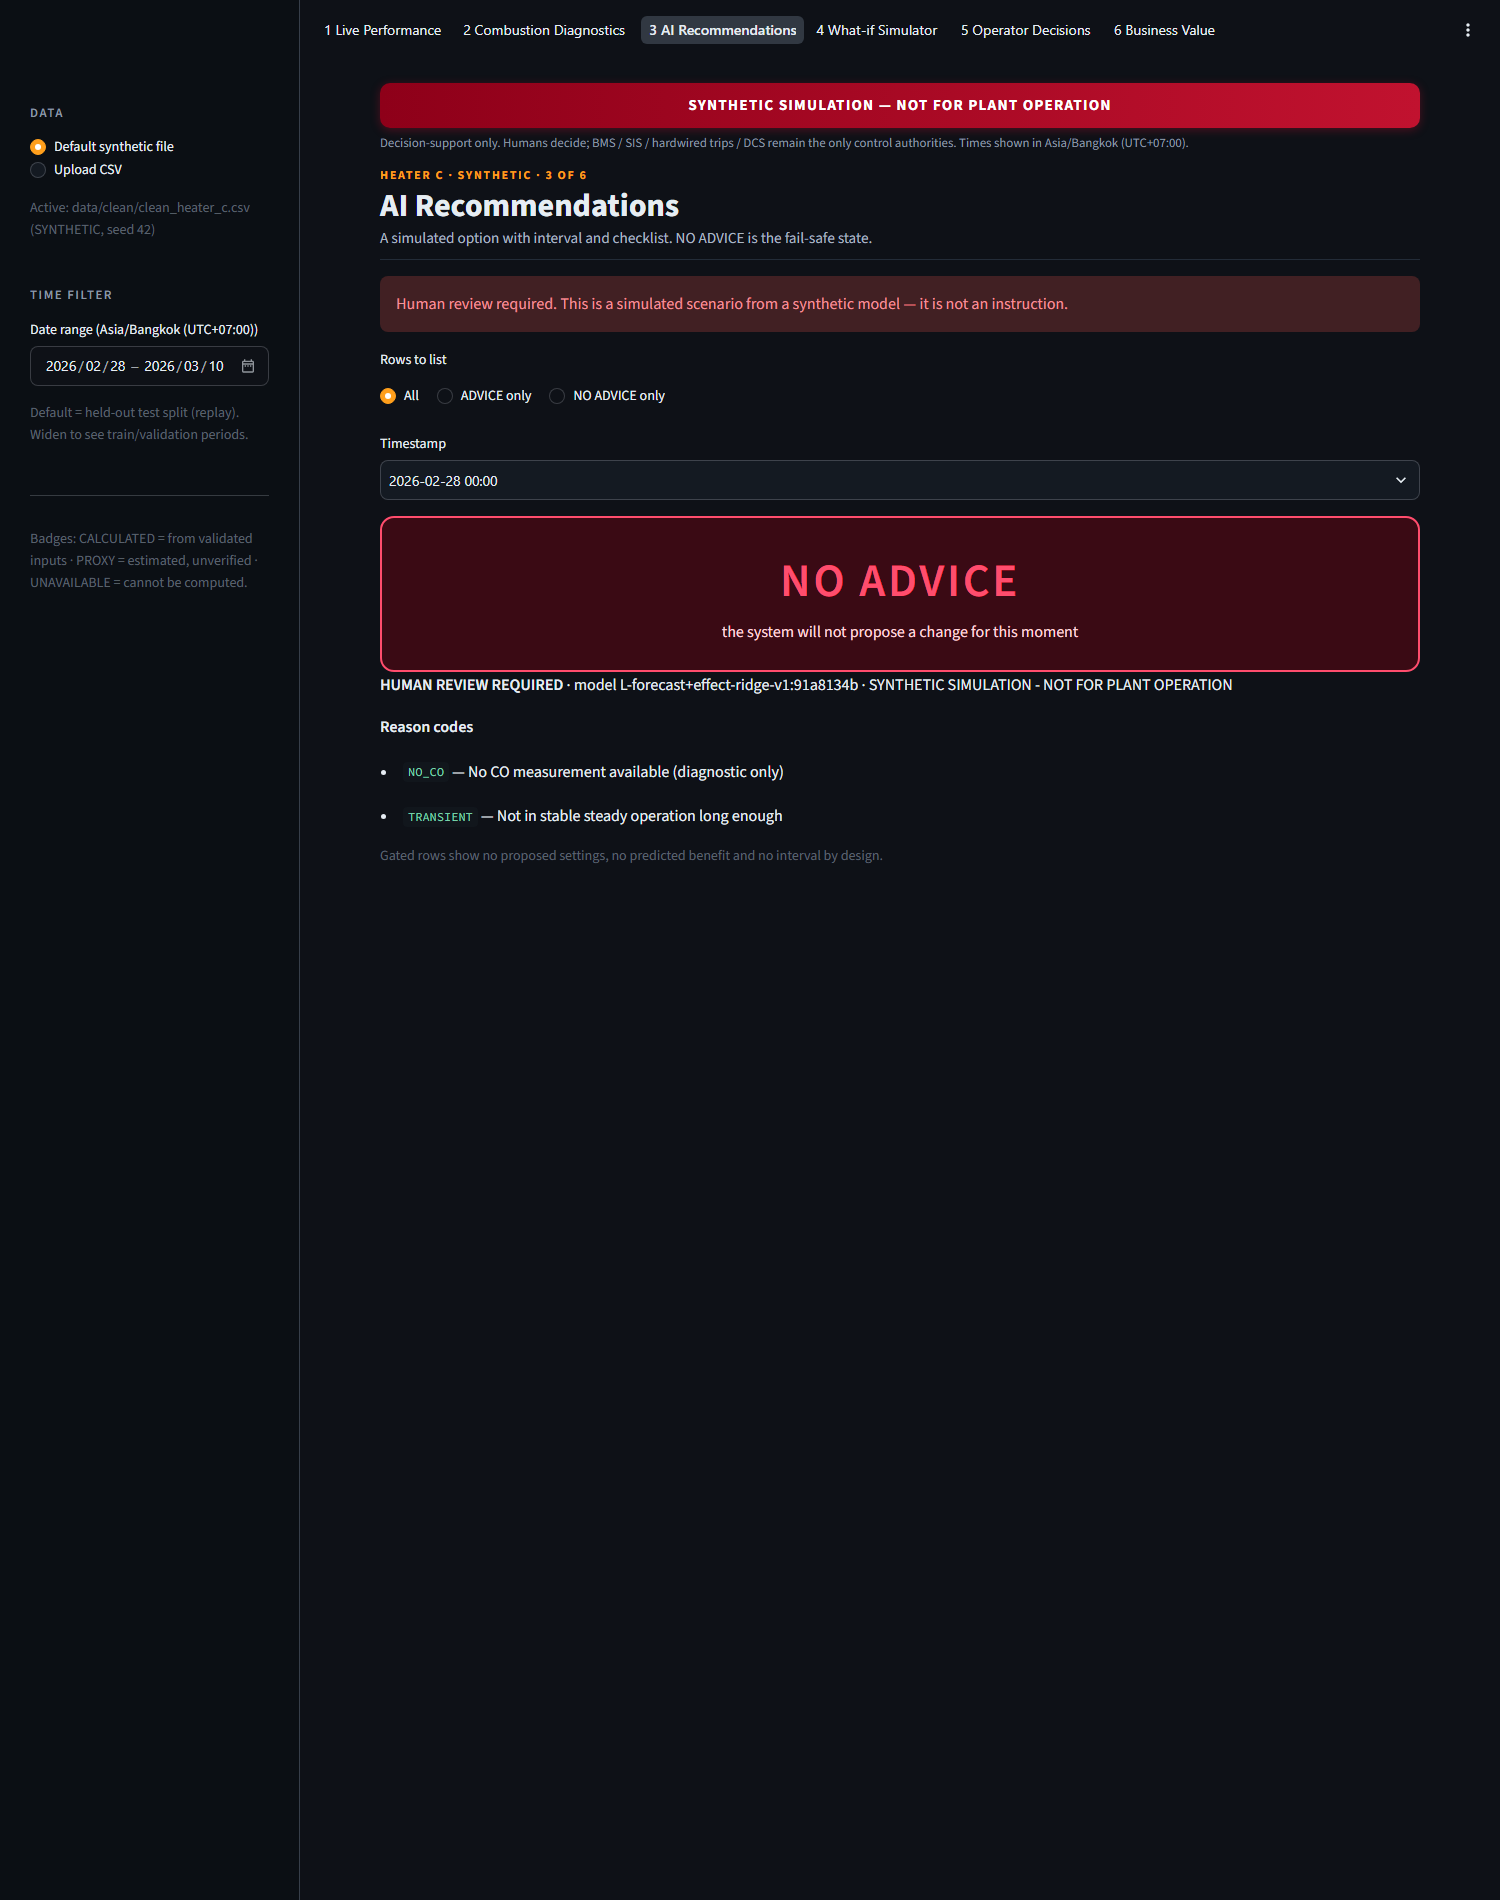 1 Live Performance
2 Combustion Diagnostics
3 AI Recommendations
4 What-if Simulator
5 Operator Decisions
6 Business Value
DATA
Default synthetic file
Upload CSV
Active: data/clean/clean_heater_c.csv
(SYNTHETIC, seed 42)
TIME FILTER
Date range (Asia/Bangkok (UTC+07:00))
2026/02/28 – 2026/03/10
Default = held-out test split (replay).
Widen to see train/validation periods.
Badges: CALCULATED = from validated
inputs · PROXY = estimated, unverified ·
UNAVAILABLE = cannot be computed.
SYNTHETIC SIMULATION — NOT FOR PLANT OPERATION
Decision-support only. Humans decide; BMS / SIS / hardwired trips / DCS remain the only control authorities. Times shown in Asia/Bangkok (UTC+07:00).
HEATER C · SYNTHETIC · 3 OF 6
AI Recommendations
A simulated option with interval and checklist. NO ADVICE is the fail-safe state.
Human review required. This is a simulated scenario from a synthetic model — it is not an instruction.
Rows to list
All
ADVICE only
NO ADVICE only
Timestamp
2026-02-28 00:00
NO ADVICE
the system will not propose a change for this moment
HUMAN REVIEW REQUIRED · model L-forecast+effect-ridge-v1:91a8134b · SYNTHETIC SIMULATION - NOT FOR PLANT OPERATION
Reason codes
• NO_CO — No CO measurement available (diagnostic only)
• TRANSIENT — Not in stable steady operation long enough
Gated rows show no proposed settings, no predicted benefit and no interval by design.